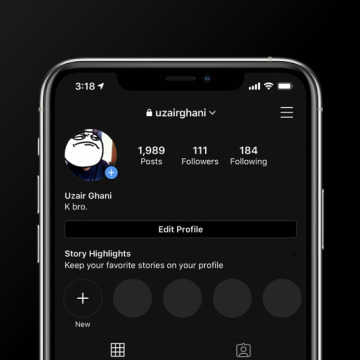 3:18
uzairghani
1,989 111 184
Posts Followers Following
Uzair Ghani
K bro.
Edit Profile
Story Highlights
Keep your favorite stories on your profile
New